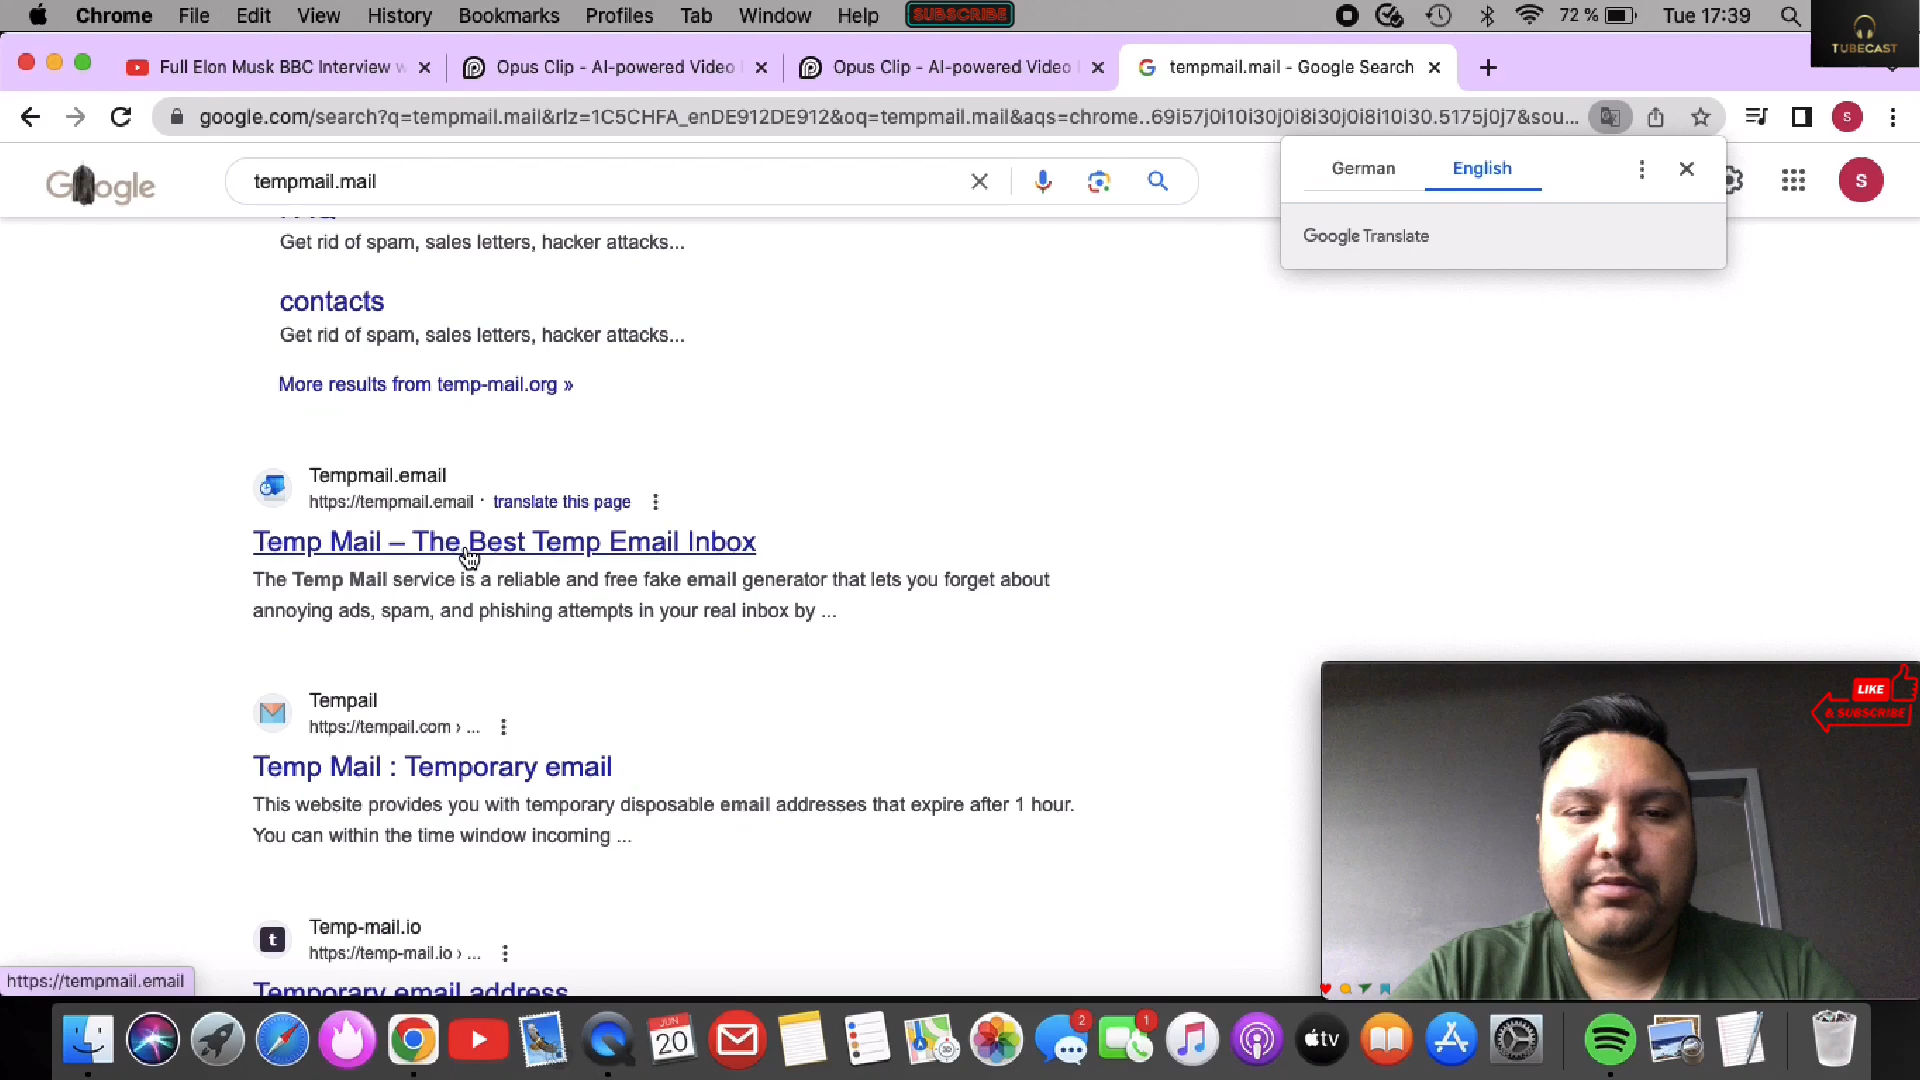 Chrome File Edit View History Bookmarks Profiles Tab Window Help SUBSCRIBE 72 % Tue 17:39
TUBECAST
Full Elon Musk BBC Interview w
Opus Clip - AI-powered Video
Opus Clip - AI-powered Video
tempmail.mail - Google Search
google.com/search?q=tempmail.mail&rlz=1C5CHFA_enDE912DE912&oq=tempmail.mail&aqs=chrome..69i57j0i10i30j0i8i30j0i8i10i30.5175j0j7&sou...
S
Google
tempmail.mail
German English
S
Google Translate
Get rid of spam, sales letters, hacker attacks...
contacts
Get rid of spam, sales letters, hacker attacks...
More results from temp-mail.org »
Tempmail.email
https://tempmail.email · translate this page
Temp Mail – The Best Temp Email Inbox
The Temp Mail service is a reliable and free fake email generator that lets you forget about
annoying ads, spam, and phishing attempts in your real inbox by ...
Tempail
https://tempail.com › ...
Temp Mail : Temporary email
This website provides you with temporary disposable email addresses that expire after 1 hour.
You can within the time window incoming ...
Temp-mail.io
t
https://temp-mail.io › ...
Temporary email address
https://tempmail.email
LIKE
& SUBSCRIBE
JUN
20
2
1
tv